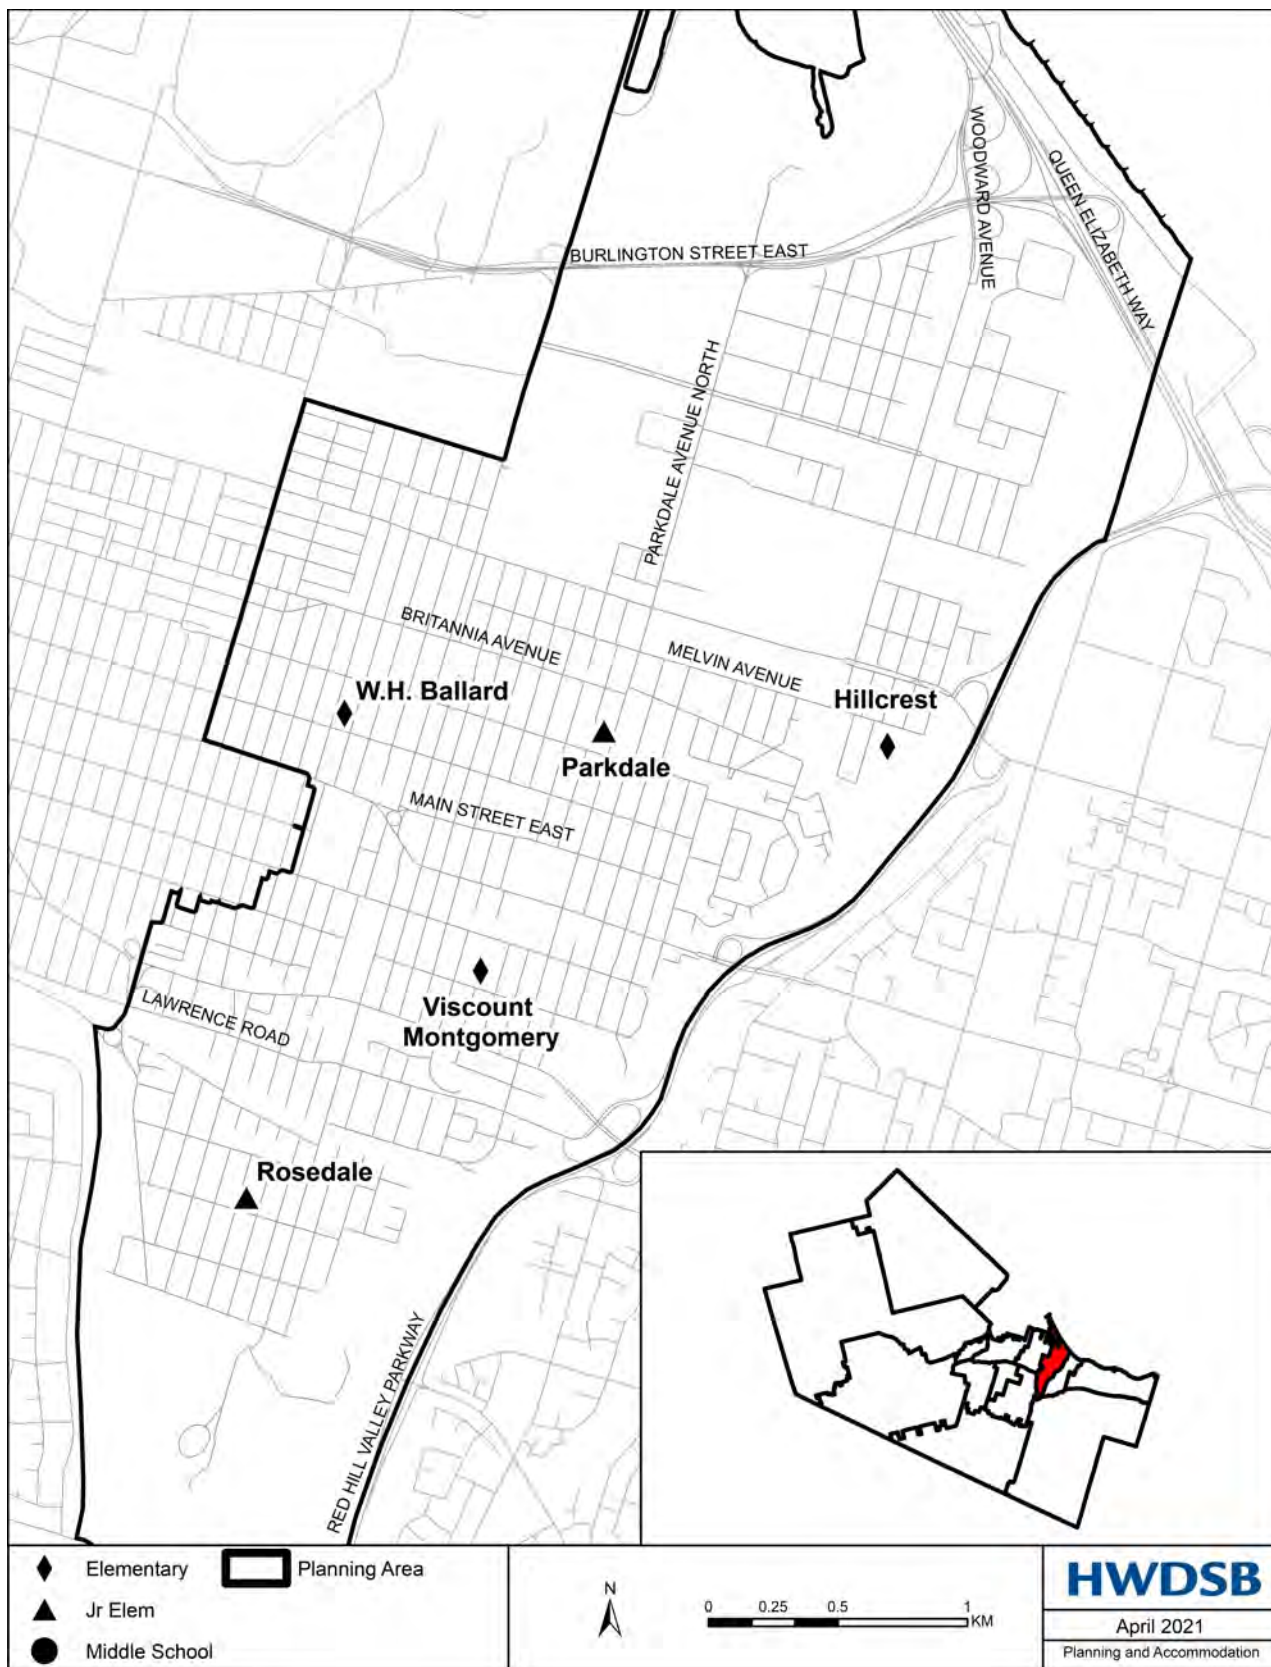 WOODWARD AVENUE
QUEEN ELIZABETH WAY
BURLINGTON STREET EAST
PARKDALE AVENUE NORTH
BRITANNIA AVENUE
MELVIN AVENUE
W.H. Ballard
Hillcrest
Parkdale
MAIN STREET EAST
Viscount
Montgomery
LAWRENCE ROAD
Rosedale
RED HILL VALLEY PARKWAY
Elementary
Planning Area
Jr Elem
Middle School
N
0 0.25 0.5 1
KM
HWDSB
April 2021
Planning and Accommodation